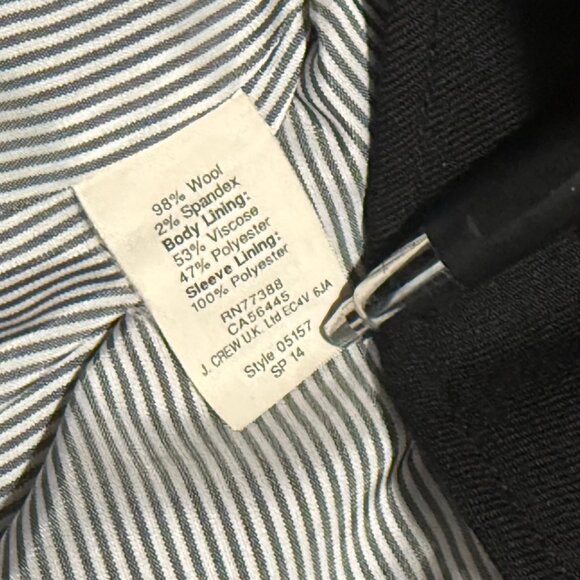 98% Wool
2% Spandex
Body Lining:
53% Viscose
47% Polyester
Sleeve Lining:
100% Polyester
RN77388
CA56445
J. CREW U.K. Ltd EC4V 6JA
Style 05157
SP 14